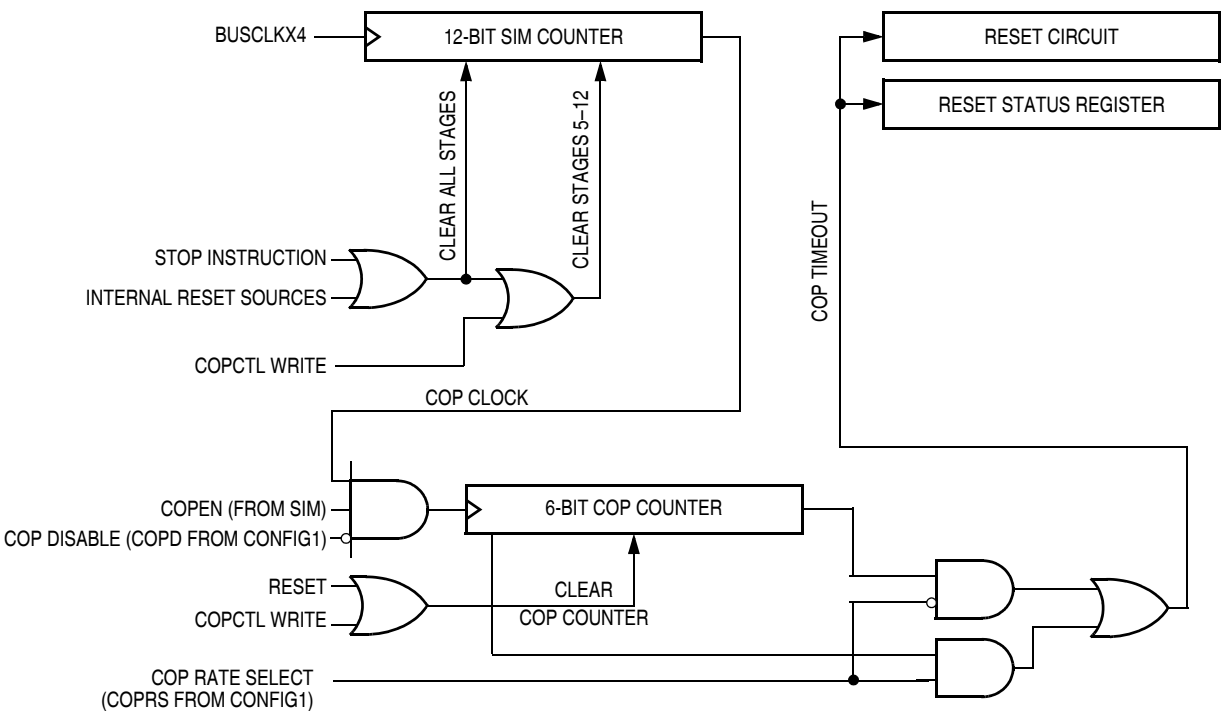 BUSCLKX4
12-BIT SIM COUNTER
RESET CIRCUIT
RESET STATUS REGISTER
CLEAR ALL STAGES
CLEAR STAGES 5–12
STOP INSTRUCTION
INTERNAL RESET SOURCES
COPCTL WRITE
COP TIMEOUT
COP CLOCK
COPEN (FROM SIM)
COP DISABLE (COPD FROM CONFIG1)
6-BIT COP COUNTER
RESET
COPCTL WRITE
CLEAR
COP COUNTER
COP RATE SELECT
(COPRS FROM CONFIG1)